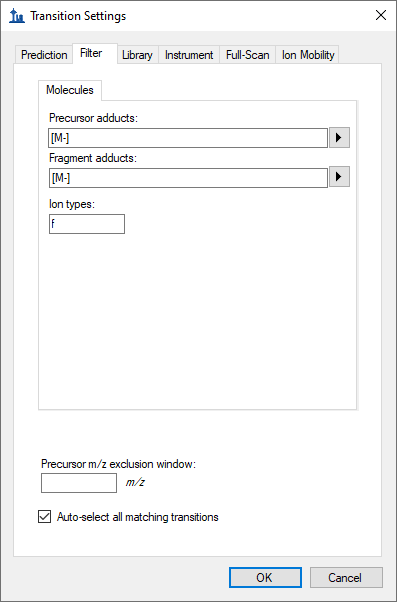 Transition Settings
Prediction Filter Library Instrument Full-Scan Ion Mobility
Molecules
Precursor adducts:
[M-]
Fragment adducts:
[M-]
Ion types:
f
Precursor m/z exclusion window:
m/z
Auto-select all matching transitions
OK Cancel